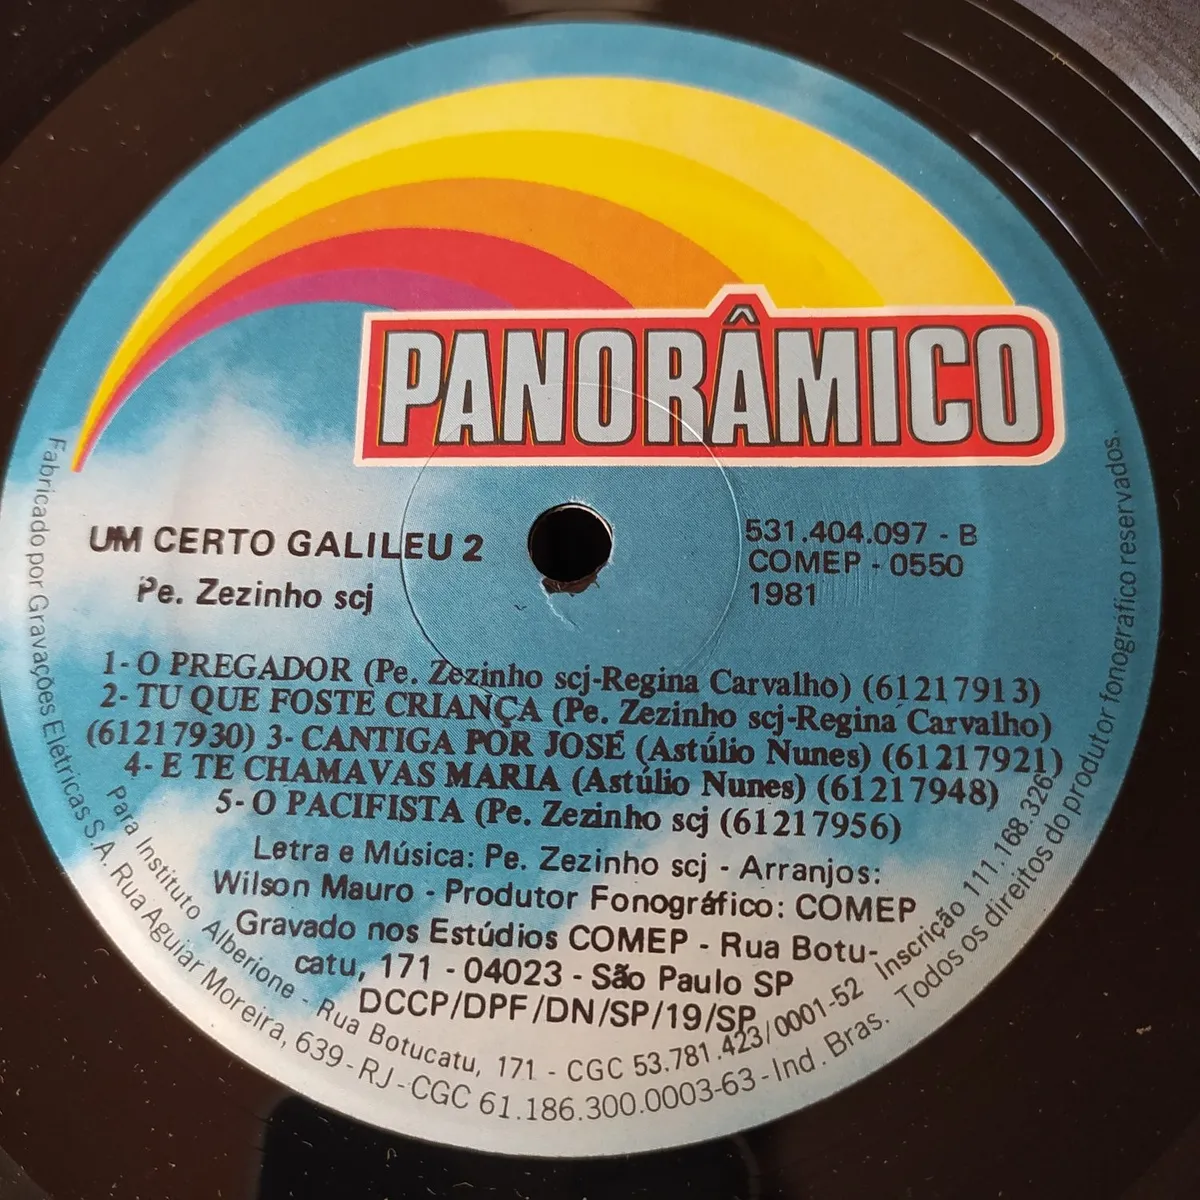 PANORÂMICO
UM CERTO GALILEU 2
Pe. Zezinho scj
531.404.097 - B
COMEP - 0550
1981
1- O PREGADOR (Pe. Zezinho scj-Regina Carvalho) (61217913)
2- TU QUE FOSTE CRIANÇA (Pe. Zezinho scj-Regina Carvalho)
(61217930) 3- CANTIGA POR JOSÉ (Astúlio Nunes) (61217921)
4- E TE CHAMAVAS MARIA (Astúlio Nunes) (61217948)
5- O PACIFISTA (Pe. Zezinho scj (61217956)
Letra e Música: Pe. Zezinho scj - Arranjos:
Wilson Mauro - Produtor Fonográfico: COMEP
Gravado nos Estúdios COMEP - Rua Botu-
catu, 171 - 04023 - São Paulo SP
DCCP/DPF/DN/SP/19/SP
Para Instituto Alberione - Rua Botucatu, 171 - CGC 53.781.423/0001-52 Inscrição 111.168.326
Fabricado por Gravações Elétricas S.A. Rua Aguiar Moreira, 639 - RJ - CGC 61.186.300.0003-63 - Ind. Bras. Todos os direitos do produtor fonográfico reservados.